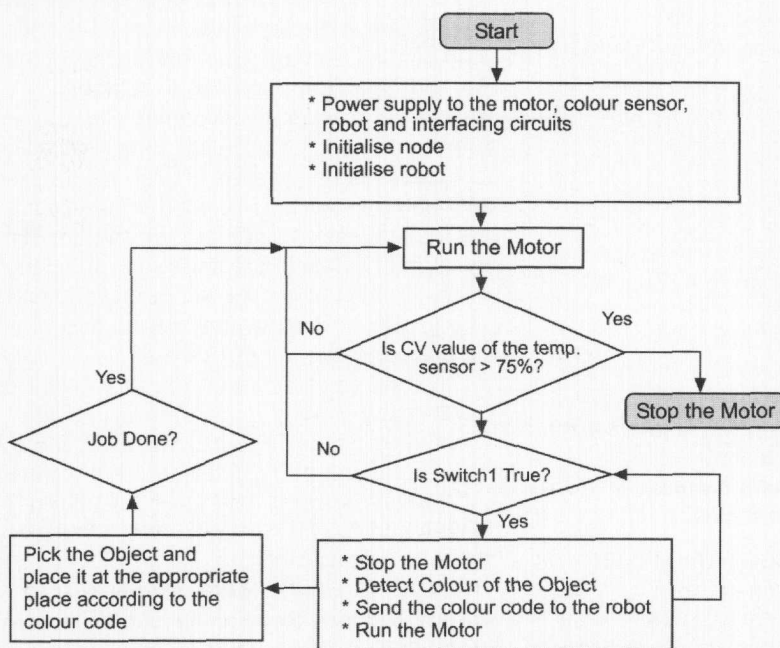 Start
* Power supply to the motor, colour sensor,
robot and interfacing circuits
* Initialise node
* Initialise robot
Run the Motor
No
Yes
Is CV value of the temp.
sensor > 75%?
Stop the Motor
Yes
Job Done?
No
Is Switch1 True?
Yes
Pick the Object and
place it at the appropriate
place according to the
colour code
* Stop the Motor
* Detect Colour of the Object
* Send the colour code to the robot
* Run the Motor